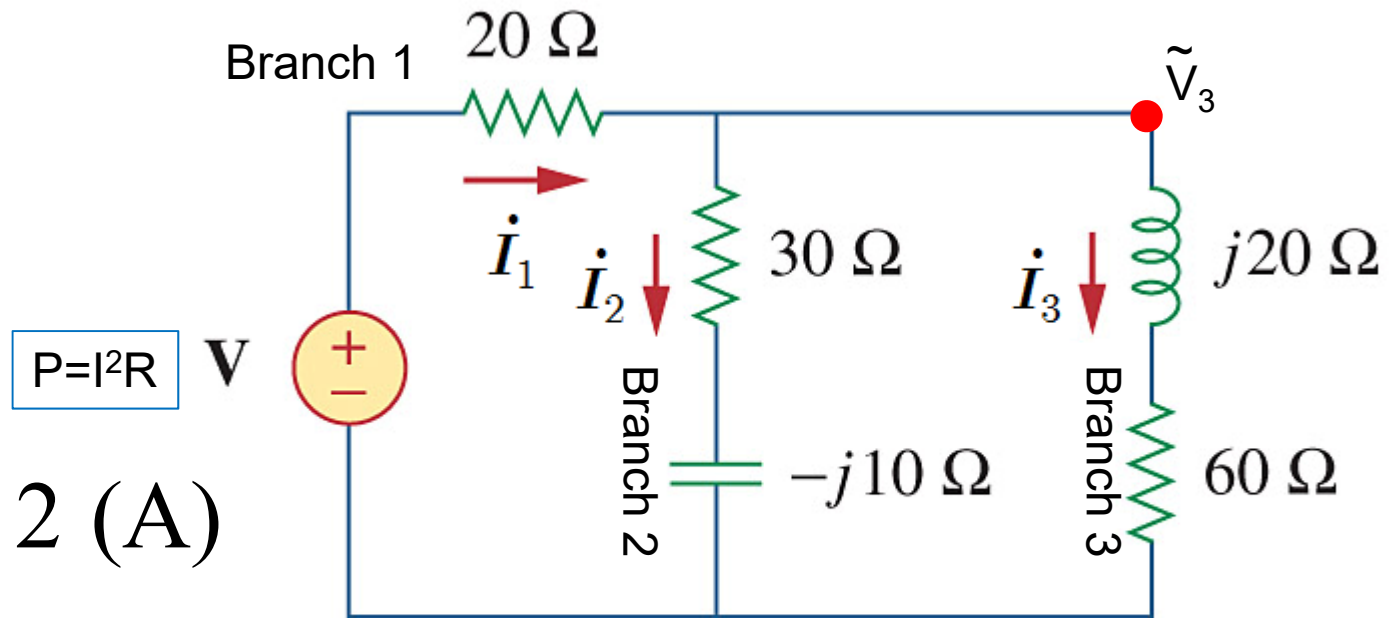 Branch 1
20 Ω
Ṽ₃
İ₁
İ₂
30 Ω
İ₃
j20 Ω
P=I²R
V
+
−
Branch 2
−j10 Ω
Branch 3
60 Ω
2 (A)